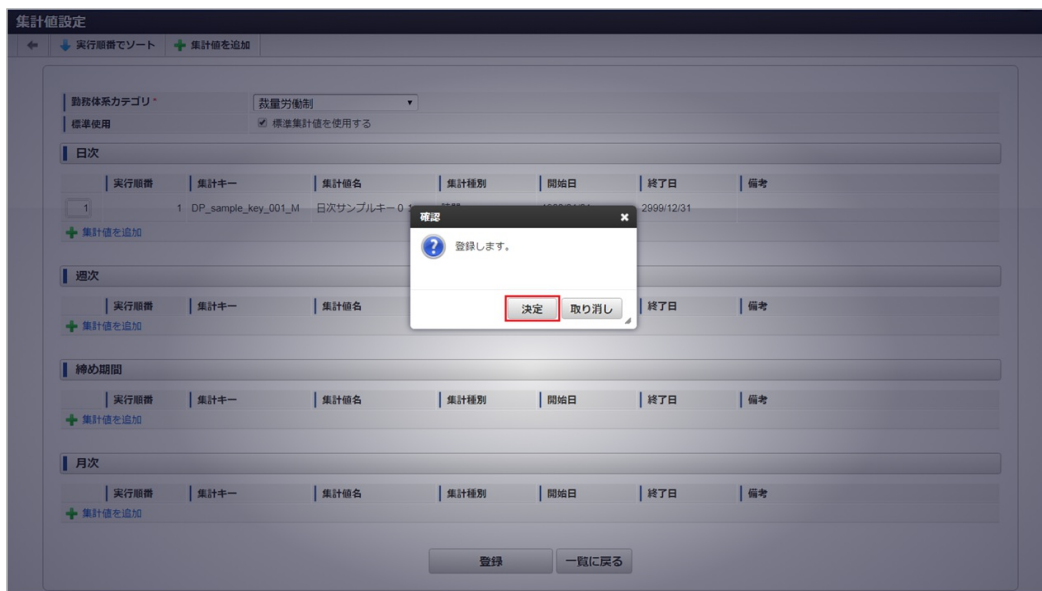 集計値設定
実行順番でソート 集計値を追加
勤務体系カテゴリ * 裁量労働制
標準使用 標準集計値を使用する
日次
実行順番 集計キー 集計値名 集計種別 開始日 終了日 備考
1 1 DP_sample_key_001_M 日次サンプルキー 0 2999/12/31
集計値を追加
確認
登録します。
決定 取り消し
週次
実行順番 集計キー 集計値名 終了日 備考
集計値を追加
締め期間
実行順番 集計キー 集計値名 集計種別 開始日 終了日 備考
集計値を追加
月次
実行順番 集計キー 集計値名 集計種別 開始日 終了日 備考
集計値を追加
登録 一覧に戻る